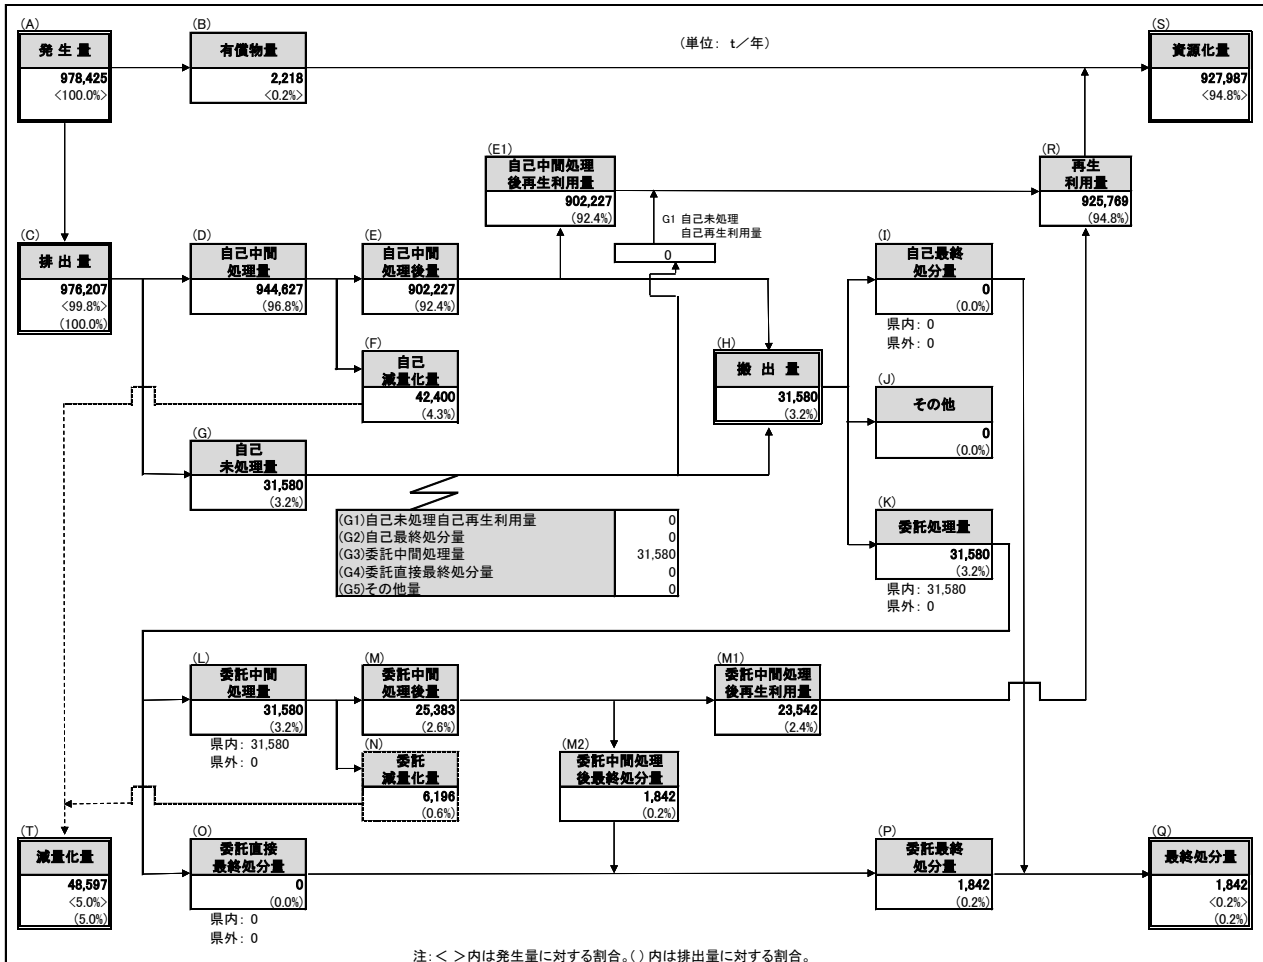 (A)
発 生 量
978,425
<100.0%>
(B)
有償物量
2,218
<0.2%>
(単位: t/年)
(S)
資源化量
927,987
<94.8%>
(E1)
自己中間処理
後再生利用量
902,227
(92.4%)
(R)
再生
利用量
925,769
(94.8%)
G1 自己未処理
自己再生利用量
0
(C)
排 出 量
976,207
<99.8%>
(100.0%)
(D)
自己中間
処理量
944,627
(96.8%)
(E)
自己中間
処理後量
902,227
(92.4%)
(I)
自己最終
処分量
0
(0.0%)
県内: 0
県外: 0
(F)
自己
減量化量
42,400
(4.3%)
(H)
搬 出 量
31,580
(3.2%)
(J)
その他
0
(0.0%)
(G)
自己
未処理量
31,580
(3.2%)
(G1)自己未処理自己再生利用量 0
(G2)自己最終処分量 0
(G3)委託中間処理量 31,580
(G4)委託直接最終処分量 0
(G5)その他量 0
(K)
委託処理量
31,580
(3.2%)
県内: 31,580
県外: 0
(L)
委託中間
処理量
31,580
(3.2%)
県内: 31,580
県外: 0
(M)
委託中間
処理後量
25,383
(2.6%)
(M1)
委託中間処理
後再生利用量
23,542
(2.4%)
(N)
委託
減量化量
6,196
(0.6%)
(M2)
委託中間処理
後最終処分量
1,842
(0.2%)
(T)
減量化量
48,597
<5.0%>
(5.0%)
(O)
委託直接
最終処分量
0
(0.0%)
県内: 0
県外: 0
(P)
委託最終
処分量
1,842
(0.2%)
(Q)
最終処分量
1,842
<0.2%>
(0.2%)
注:< >内は発生量に対する割合。( )内は排出量に対する割合。